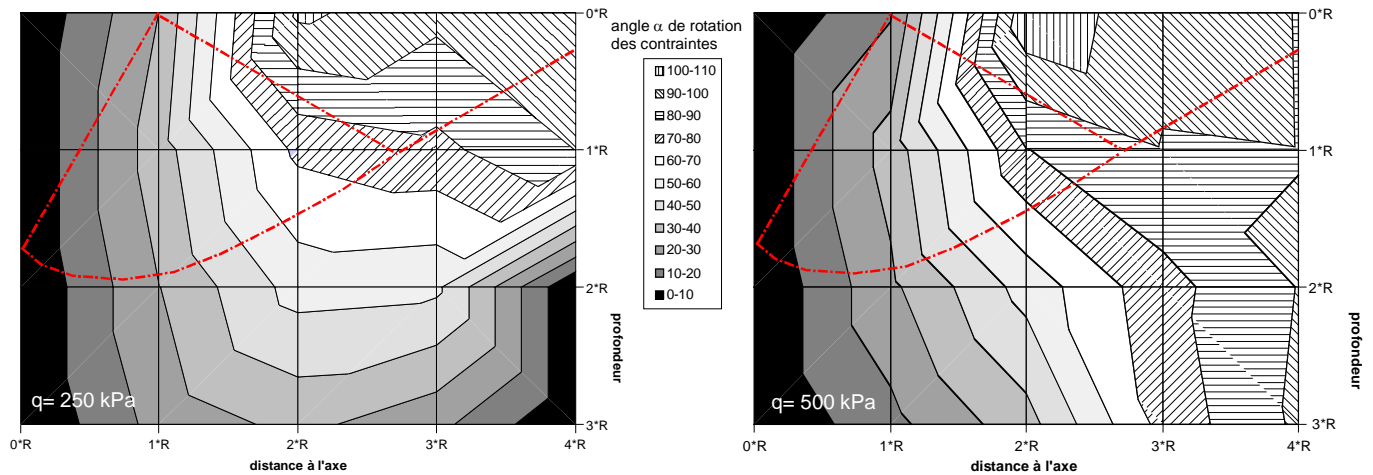 0*R
1*R
2*R
3*R
profondeur
q= 250 kPa
0*R 1*R 2*R 3*R 4*R
distance à l'axe
angle α de rotation
des contraintes
100-110
90-100
80-90
70-80
60-70
50-60
40-50
30-40
20-30
10-20
0-10
0*R
1*R
2*R
3*R
profondeur
q= 500 kPa
0*R 1*R 2*R 3*R 4*R
distance à l'axe